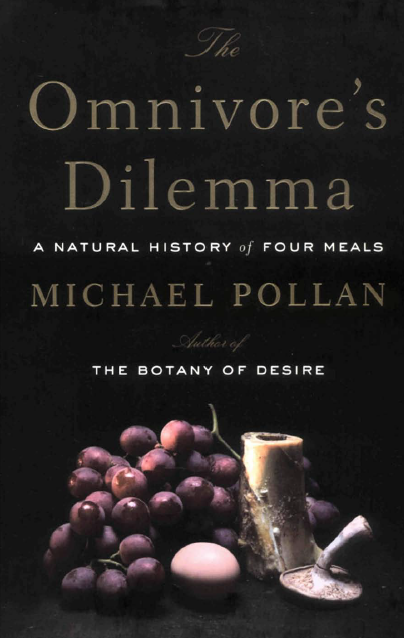 The
Omnivore's
Dilemma
A NATURAL HISTORY of FOUR MEALS
MICHAEL POLLAN
Author of
THE BOTANY OF DESIRE